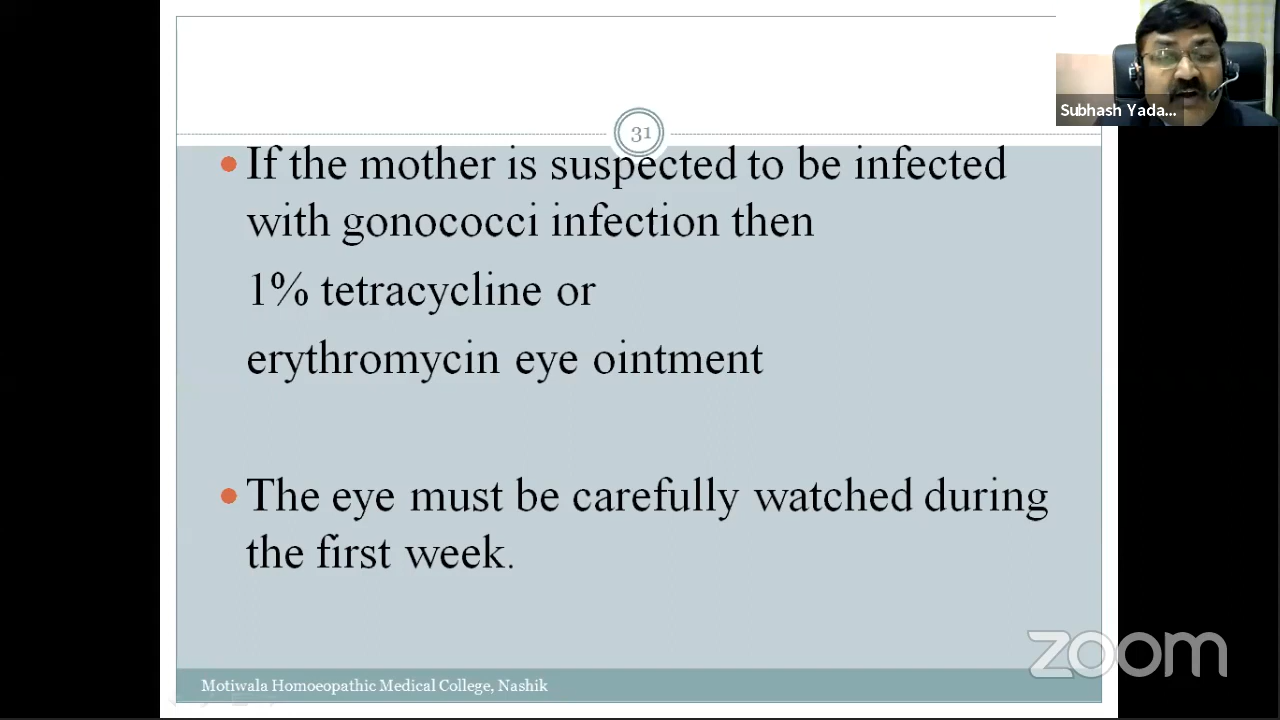 31
Subhash Yada...
If the mother is suspected to be infected
with gonococci infection then
1% tetracycline or
erythromycin eye ointment
The eye must be carefully watched during
the first week.
zoom
Motiwala Homoeopathic Medical College, Nashik